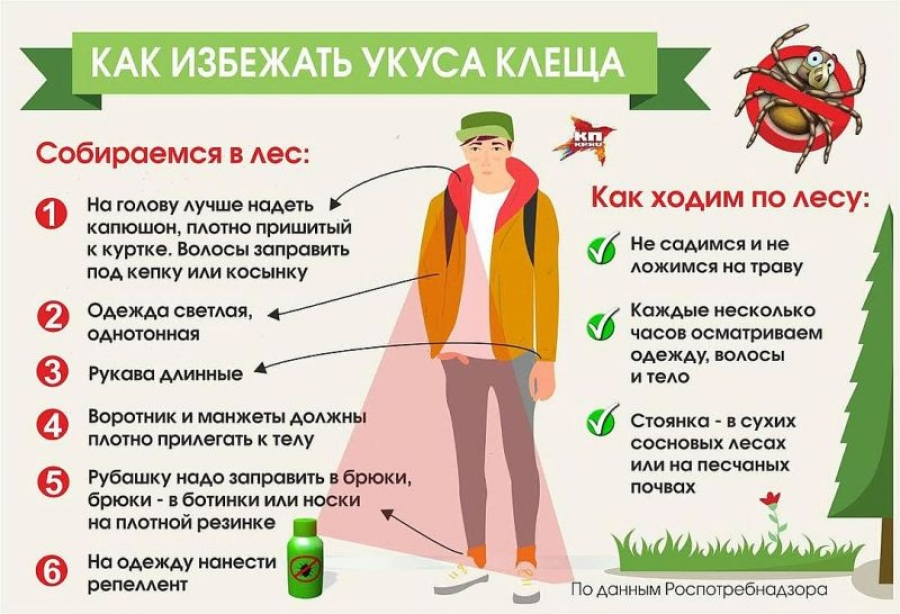 КАК ИЗБЕЖАТЬ УКУСА КЛЕЩА
Собираемся в лес:
1 На голову лучше надеть
капюшон, плотно пришитый
к куртке. Волосы заправить
под кепку или косынку
2 Одежда светлая,
однотонная
3 Рукава длинные
4 Воротник и манжеты должны
плотно прилегать к телу
5 Рубашку надо заправить в брюки,
брюки - в ботинки или носки
на плотной резинке
6 На одежду нанести
репеллент
КП
Как ходим по лесу:
Не садимся и не
ложимся на траву
Каждые несколько
часов осматриваем
одежду, волосы
и тело
Стоянка - в сухих
сосновых лесах
или на песчаных
почвах
По данным Роспотребнадзора